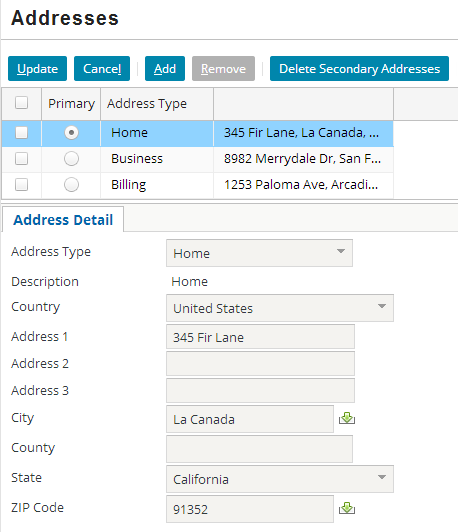 Addresses
Update Cancel Add Remove Delete Secondary Addresses
Primary Address Type
Home 345 Fir Lane, La Canada, ...
Business 8982 Merrydale Dr, San F...
Billing 1253 Paloma Ave, Arcadi...
Address Detail
Address Type Home
Description Home
Country United States
Address 1 345 Fir Lane
Address 2
Address 3
City La Canada
County
State California
ZIP Code 91352